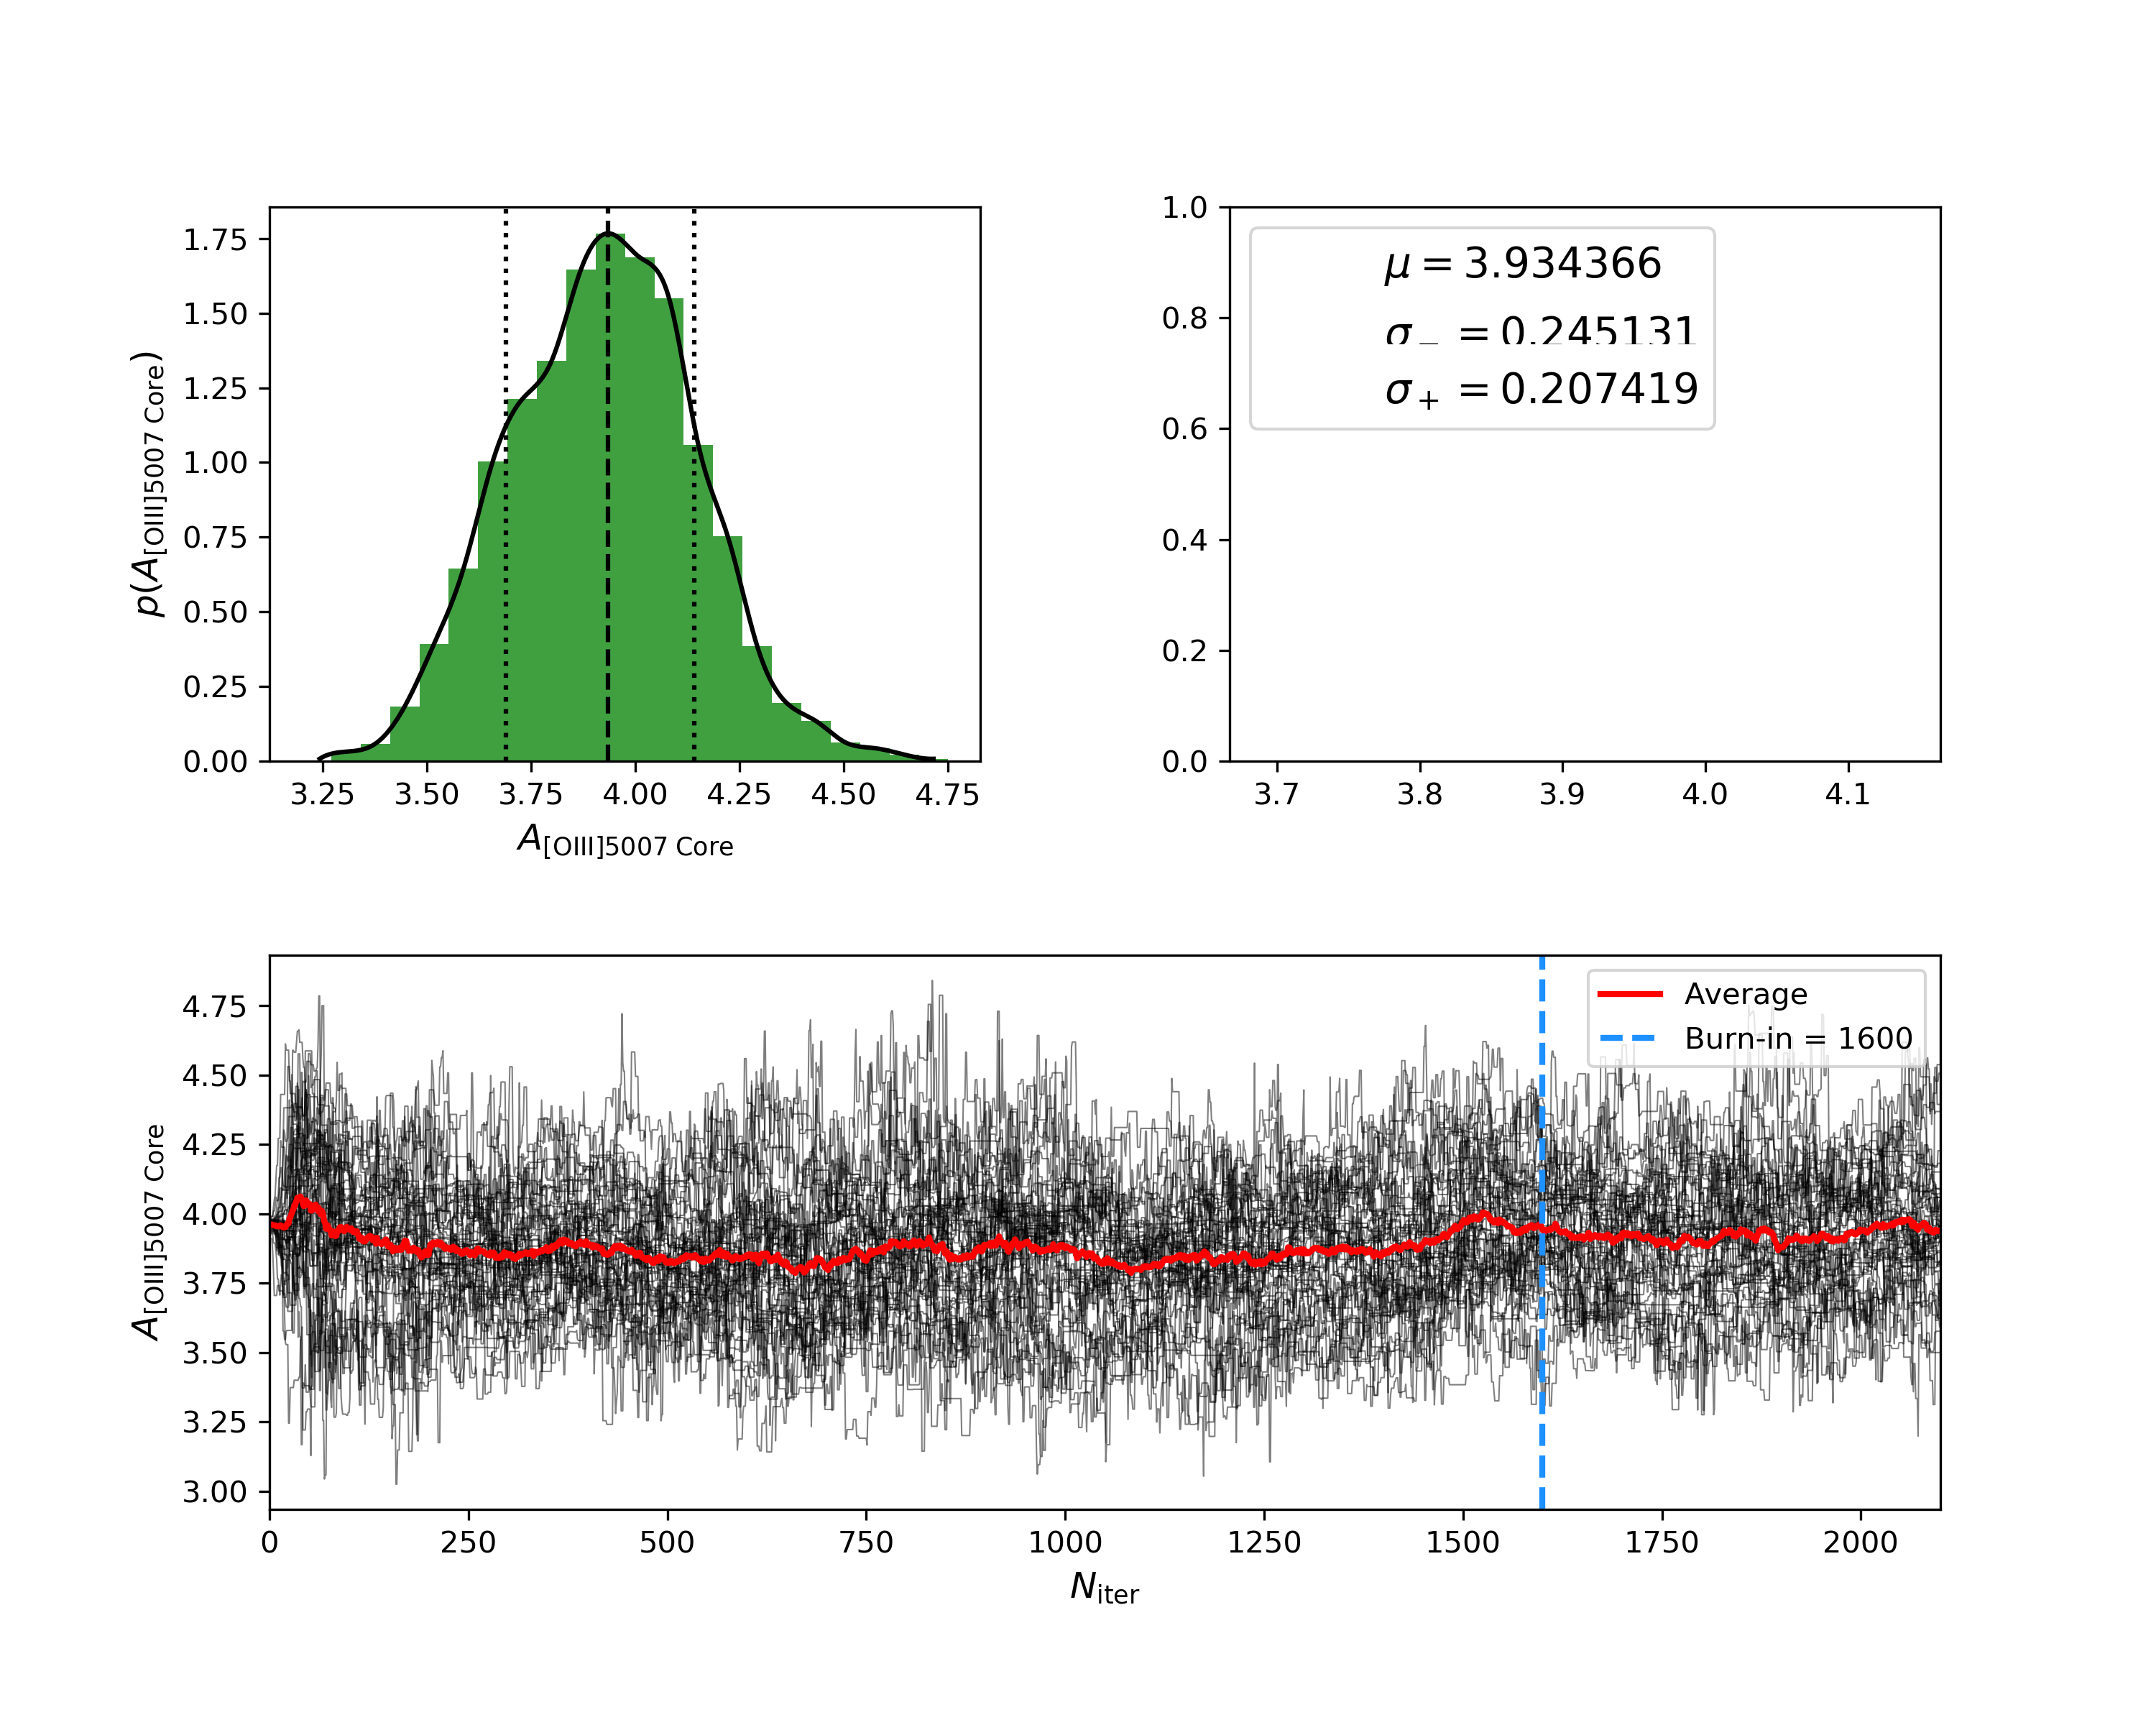 1.75
1.50
1.25
1.00
0.75
0.50
0.25
0.00
p(A[OIII]5007 Core)
3.25 3.50 3.75 4.00 4.25 4.50 4.75
A[OIII]5007 Core
1.0
0.8
0.6
0.4
0.2
0.0
μ = 3.934366
σ− = 0.245131
σ+ = 0.207419
3.7 3.8 3.9 4.0 4.1
4.75
4.50
4.25
4.00
3.75
3.50
3.25
3.00
A[OIII]5007 Core
Average
Burn-in = 1600
0 250 500 750 1000 1250 1500 1750 2000
Niter